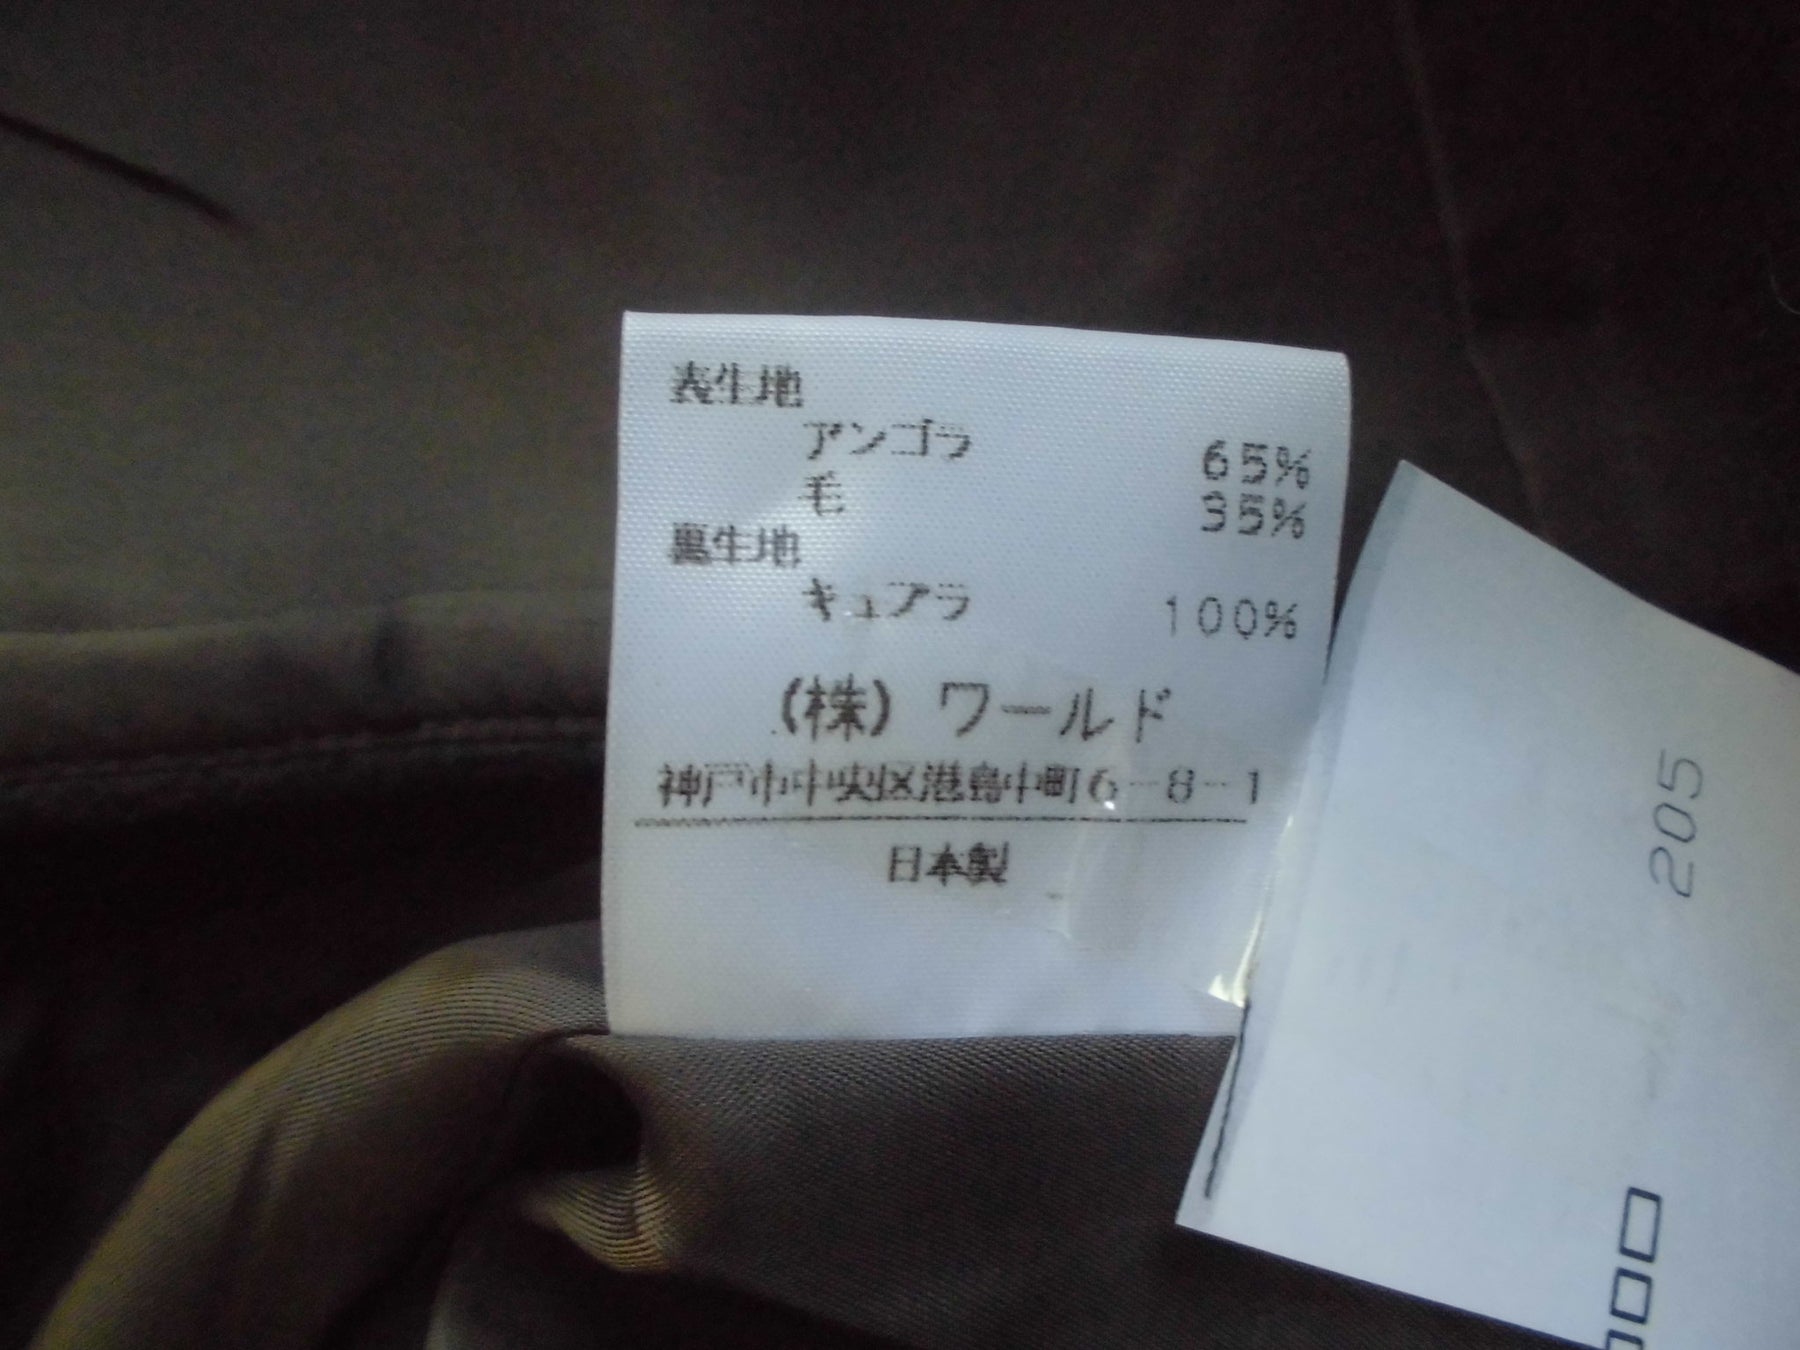 表生地
アンゴラ 65%
毛 35%
裏生地
キュプラ 100%
(株) ワールド
神戸市中央区港島中町6-8-1
日本製
205